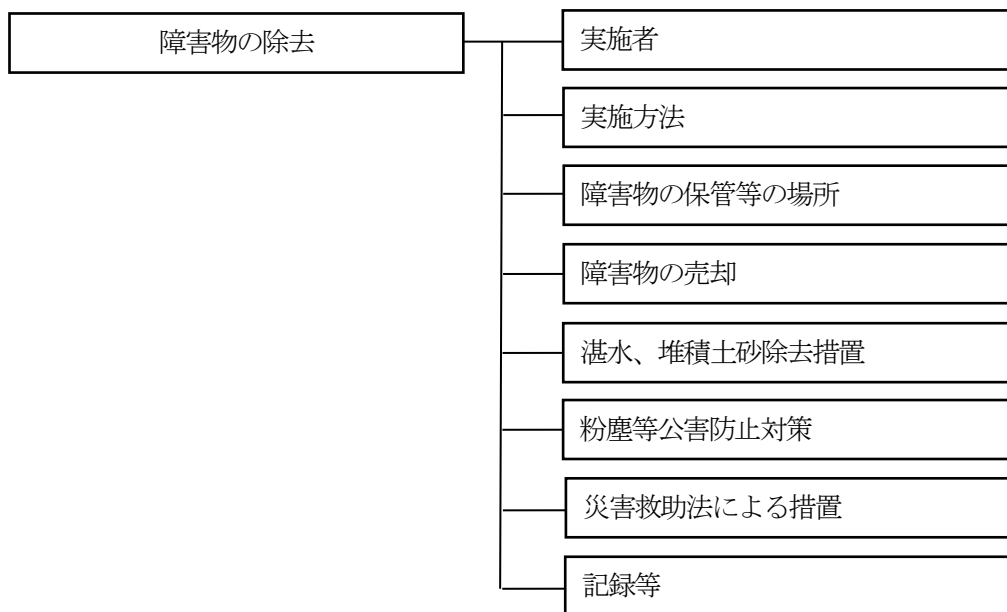 障害物の除去
実施者
実施方法
障害物の保管等の場所
障害物の売却
湛水、堆積土砂除去措置
粉塵等公害防止対策
災害救助法による措置
記録等